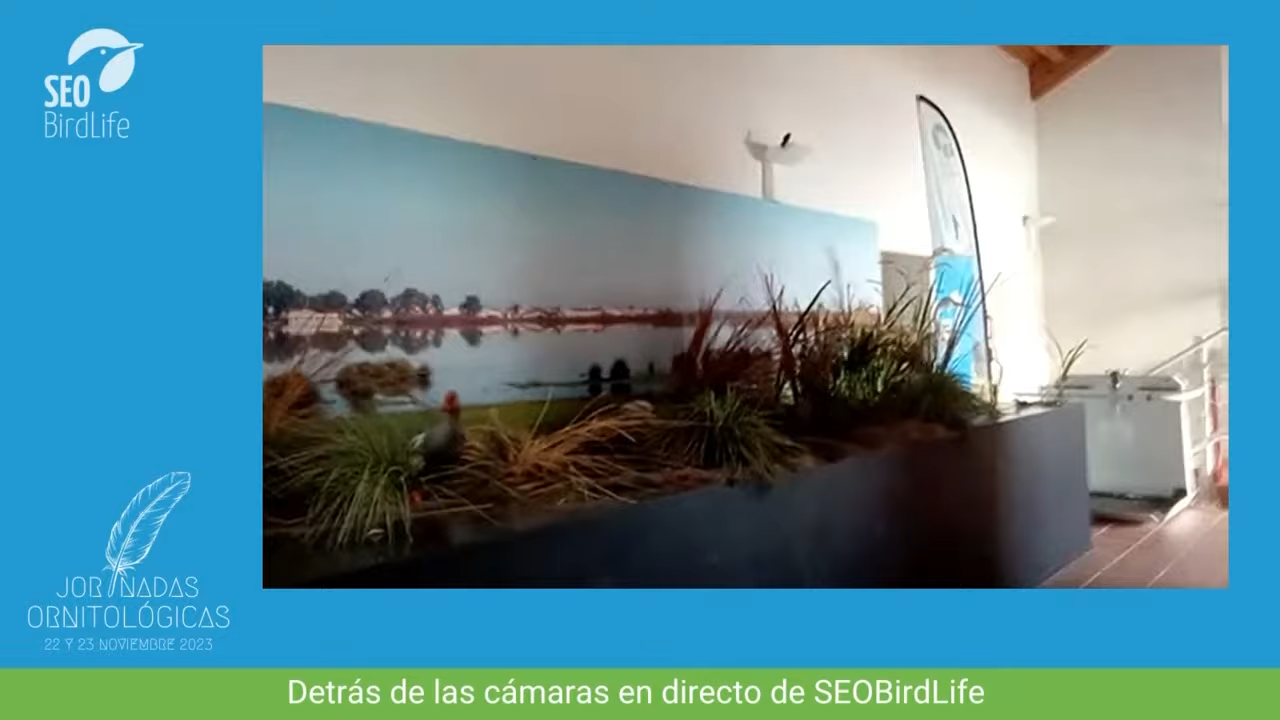 SEO
BirdLife
JORNADAS
ORNITOLÓGICAS
22 Y 23 NOVIEMBRE 2023
Detrás de las cámaras en directo de SEOBirdLife